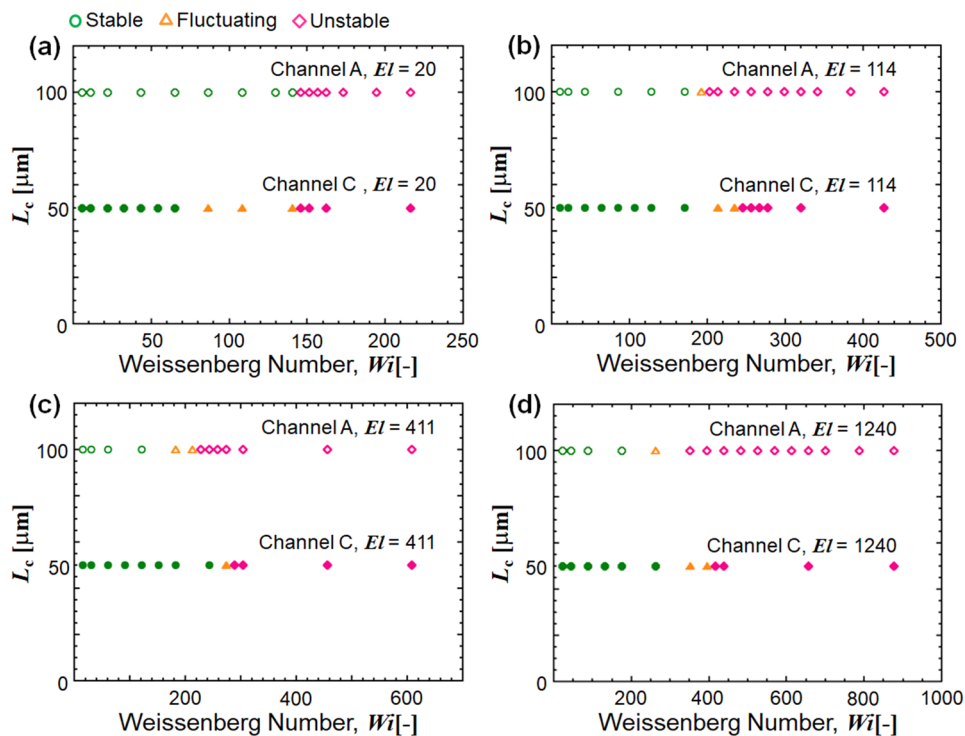 Stable Fluctuating Unstable
(a)
Channel A, El = 20
Channel C , El = 20
100
50
0
Lc [μm]
50 100 150 200 250
Weissenberg Number, Wi[-]
(b)
Channel A, El = 114
Channel C, El = 114
100
50
0
Lc [μm]
100 200 300 400 500
Weissenberg Number, Wi[-]
(c)
Channel A, El = 411
Channel C, El = 411
100
50
0
Lc [μm]
200 400 600
Weissenberg Number, Wi[-]
(d)
Channel A, El = 1240
Channel C, El = 1240
100
50
0
Lc [μm]
200 400 600 800 1000
Weissenberg Number, Wi[-]